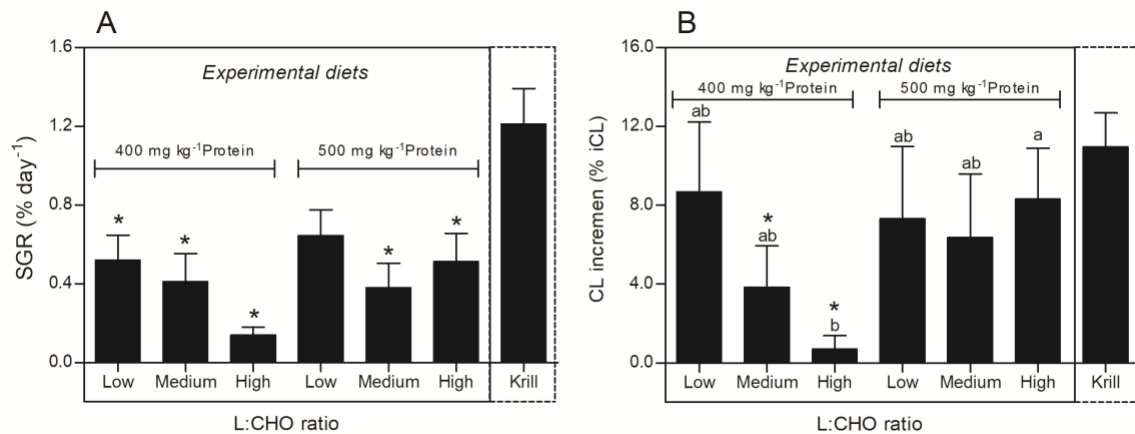 A
SGR (% day⁻¹)
1.6
1.2
0.8
0.4
0.0
Experimental diets
400 mg kg⁻¹Protein
500 mg kg⁻¹Protein
*
*
*
*
*
Low
Medium
High
Low
Medium
High
Krill
L:CHO ratio
B
CL incremen (% iCL)
16.0
12.0
8.0
4.0
0.0
Experimental diets
400 mg kg⁻¹Protein
500 mg kg⁻¹Protein
ab
*
ab
*
b
ab
ab
a
Low
Medium
High
Low
Medium
High
Krill
L:CHO ratio